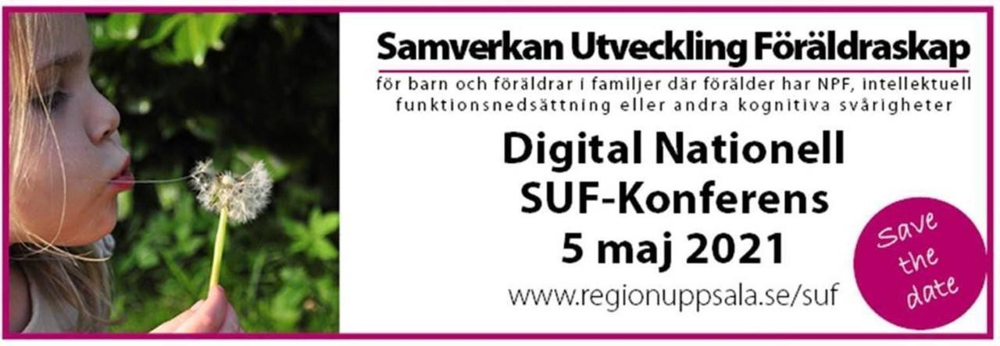 Samverkan Utveckling Föräldraskap
för barn och föräldrar i familjer där förälder har NPF, intellektuell
funktionsnedsättning eller andra kognitiva svårigheter
Digital Nationell
SUF-Konferens
5 maj 2021
www.regionuppsala.se/suf
Save
the
date